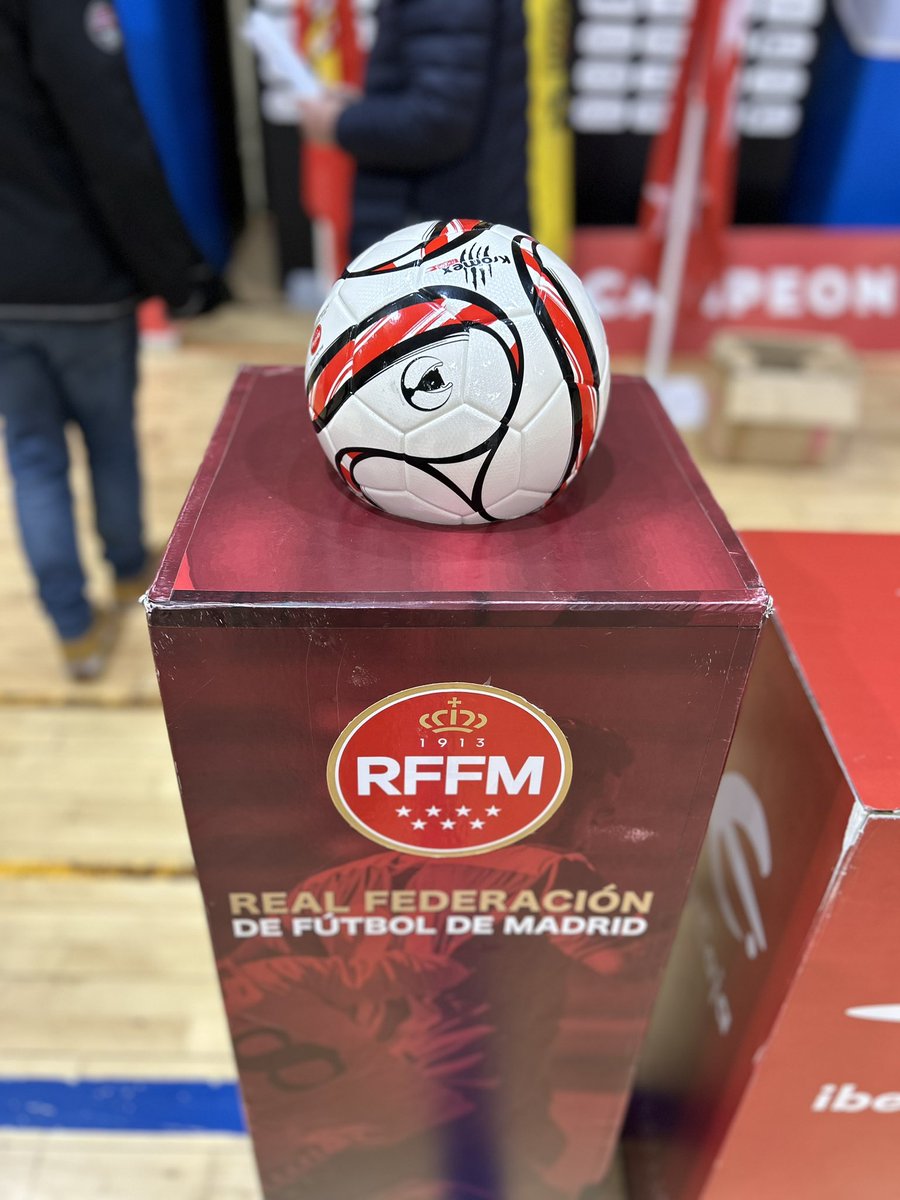 Kromex
CAMPEON
1913
RFFM
REAL FEDERACIÓN
DE FÚTBOL DE MADRID
ibe